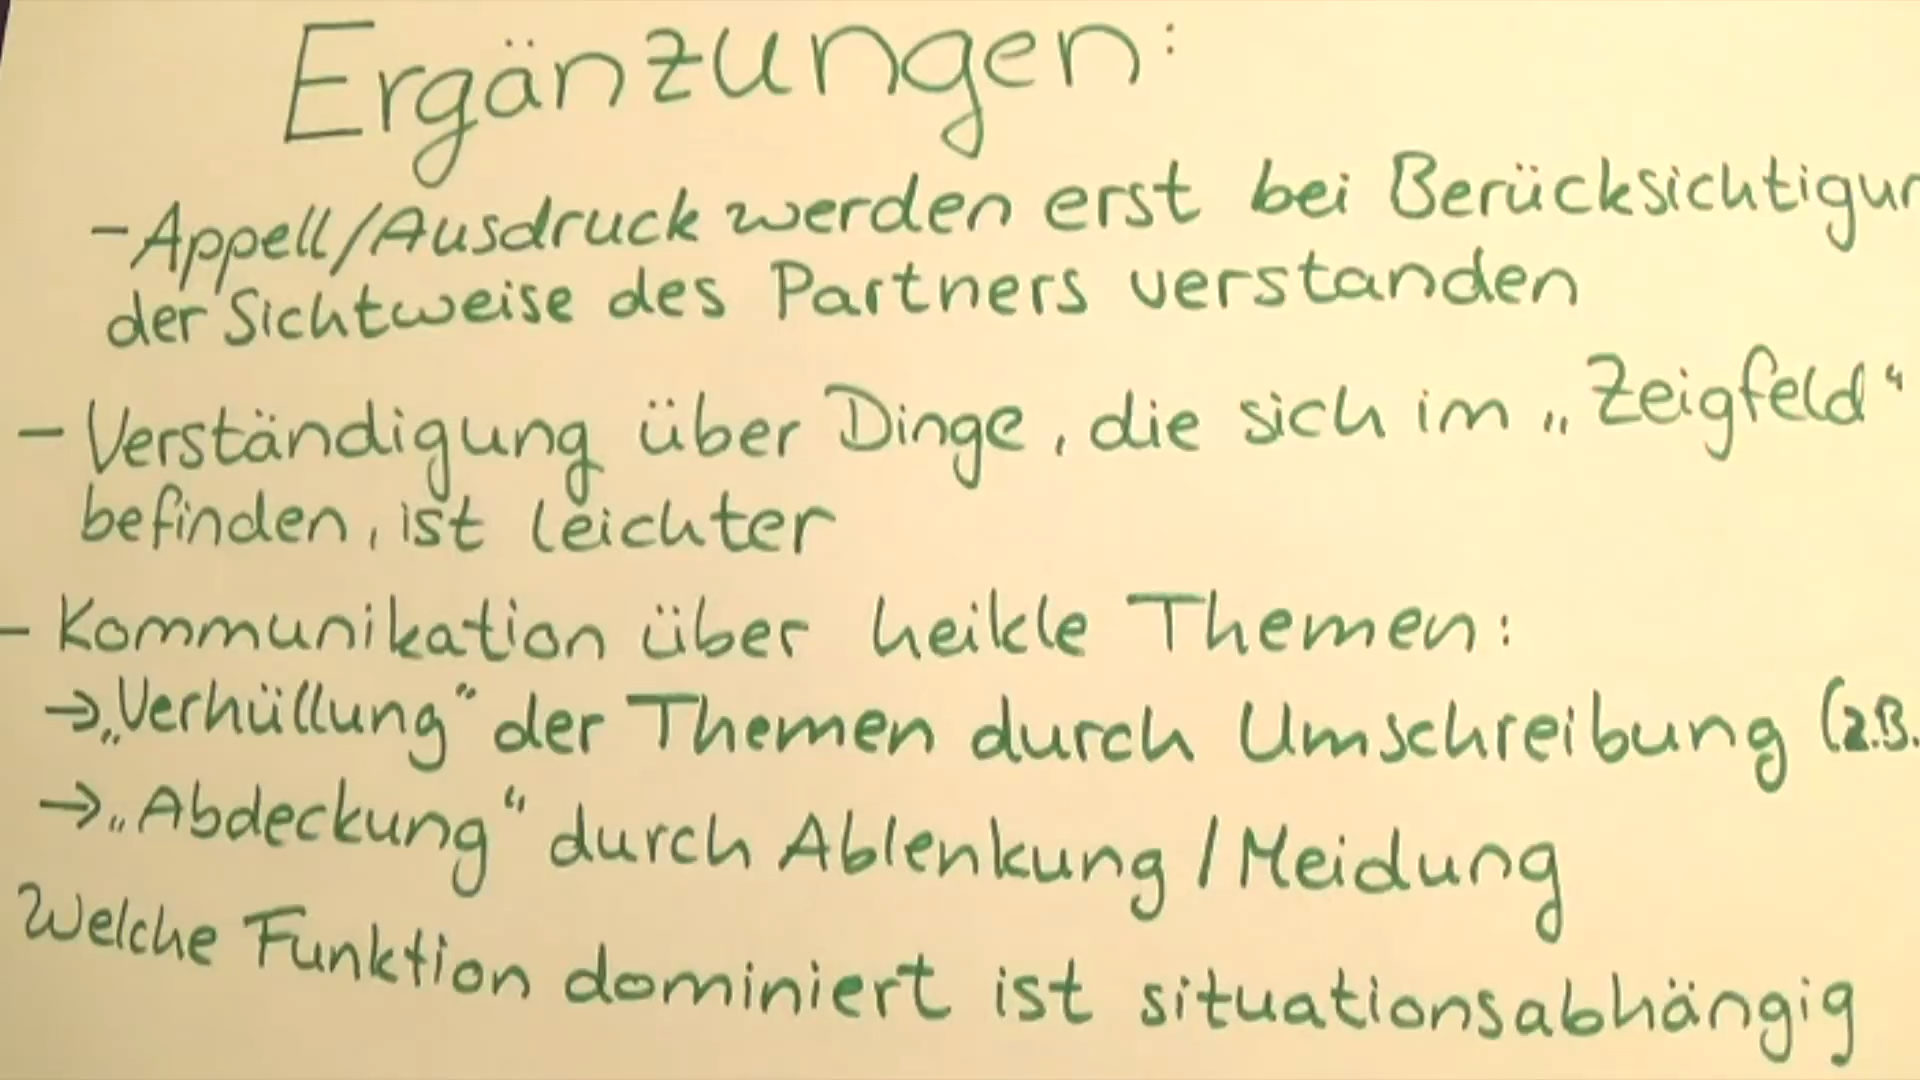 Ergänzungen:
- Appell/Ausdruck werden erst bei Berücksichtigun
der Sichtweise des Partners verstanden
- Verständigung über Dinge, die sich im „Zeigfeld“
befinden, ist leichter
- Kommunikation über heikle Themen:
→ „Verhüllung“ der Themen durch Umschreibung (z.B.
→ „Abdeckung“ durch Ablenkung / Meidung
Welche Funktion dominiert ist situationsabhängig